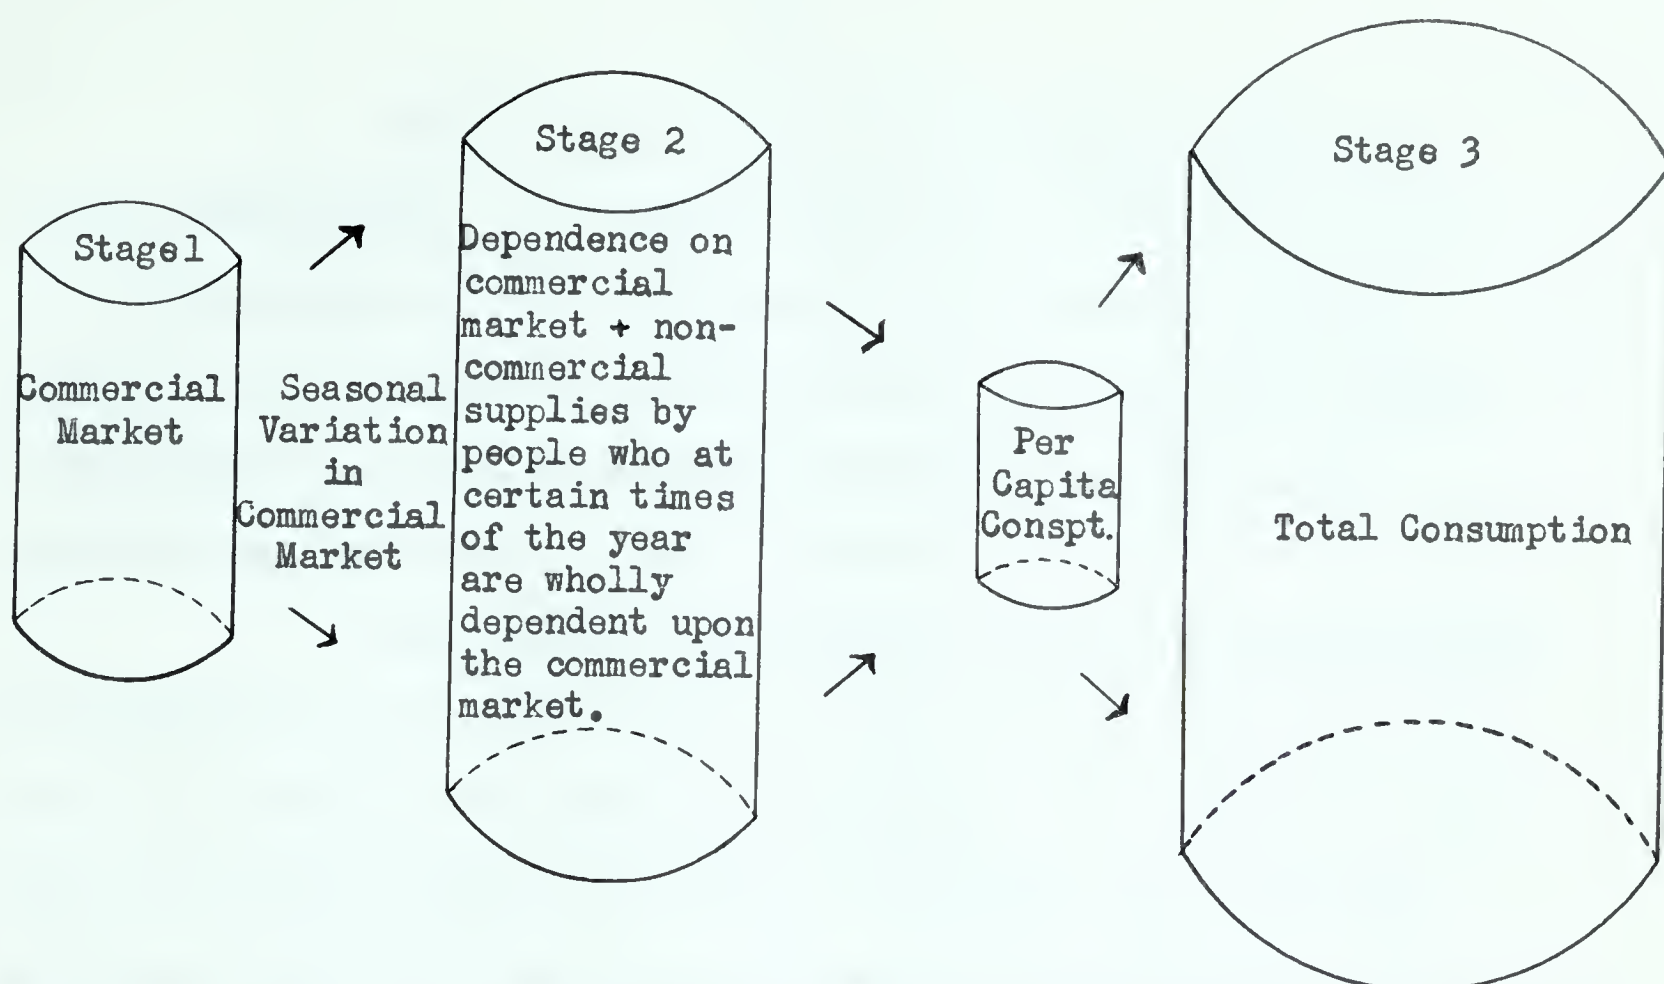 Stage1
Commercial
Market
Seasonal
Variation
in
Commercial
Market
Stage 2
Dependence on
commercial
market + non-
commercial
supplies by
people who at
certain times
of the year
are wholly
dependent upon
the commercial
market.
Per
Capita
Conspt.
Stage 3
Total Consumption